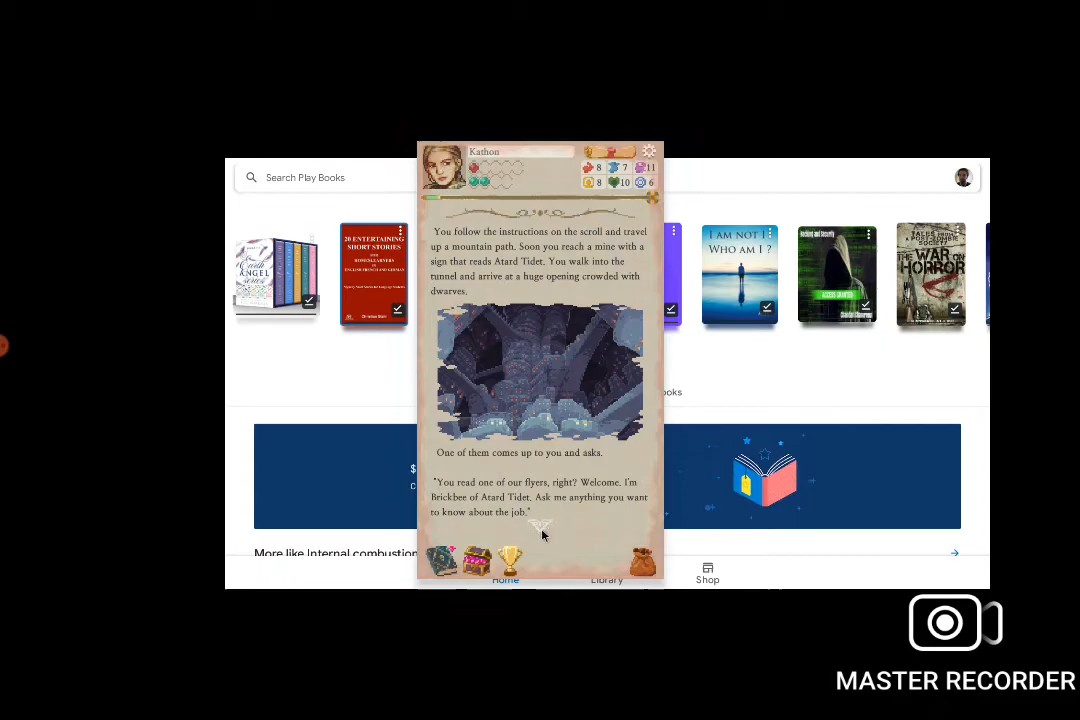 Search Play Books
Kathon
8 7 11
8 10 6
EARTH
ANGEL
20 ENTERTAINING
SHORT STORIES
I AM NOT I
WHO AM I ?
Hacking and Security
ACCESS GRANTED
TALES FROM
A POST-ZOMBIE
SOCIETY
THE WAR
ON
HORROR
You follow the instructions on the scroll and travel
up a mountain path. Soon you reach a mine with a
sign that reads Atard Tidet. You walk into the
tunnel and arrive at a huge opening crowded with
dwarves.
ooks
$
C
One of them comes up to you and asks.
"You read one of our flyers, right? Welcome. I'm
Brickbee of Atard Tidet. Ask me anything you want
to know about the job."
More like Internal combustion
Home
Library
Shop
MASTER RECORDER